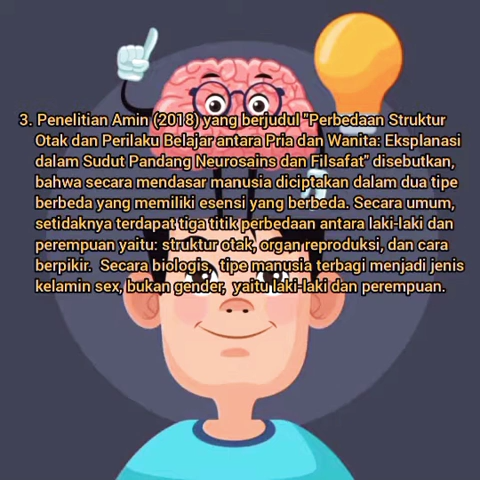 3. Penelitian Amin (2018) yang berjudul "Perbedaan Struktur
Otak dan Perilaku Belajar antara Pria dan Wanita: Eksplanasi
dalam Sudut Pandang Neurosains dan Filsafat" disebutkan,
bahwa secara mendasar manusia diciptakan dalam dua tipe
berbeda yang memiliki esensi yang berbeda. Secara umum,
setidaknya terdapat tiga titik perbedaan antara laki-laki dan
perempuan yaitu: struktur otak, organ reproduksi, dan cara
berpikir. Secara biologis, tipe manusia terbagi menjadi jenis
kelamin sex, bukan gender, yaitu laki-laki dan perempuan.